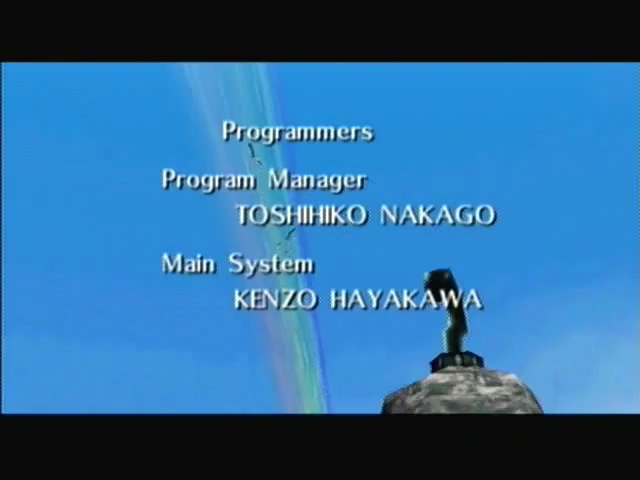 Programmers
Program Manager
TOSHIHIKO NAKAGO
Main System
KENZO HAYAKAWA